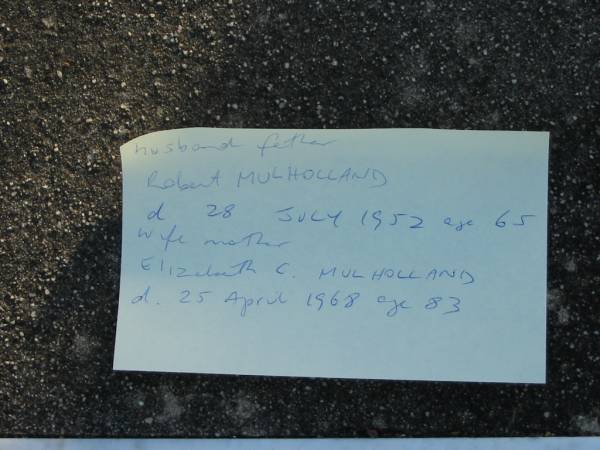 husband father
Robert MULHOLLAND
d 28 JULY 1952 age 65
wife mother
Elizabeth C. MULHOLLAND
d. 25 April 1968 age 83